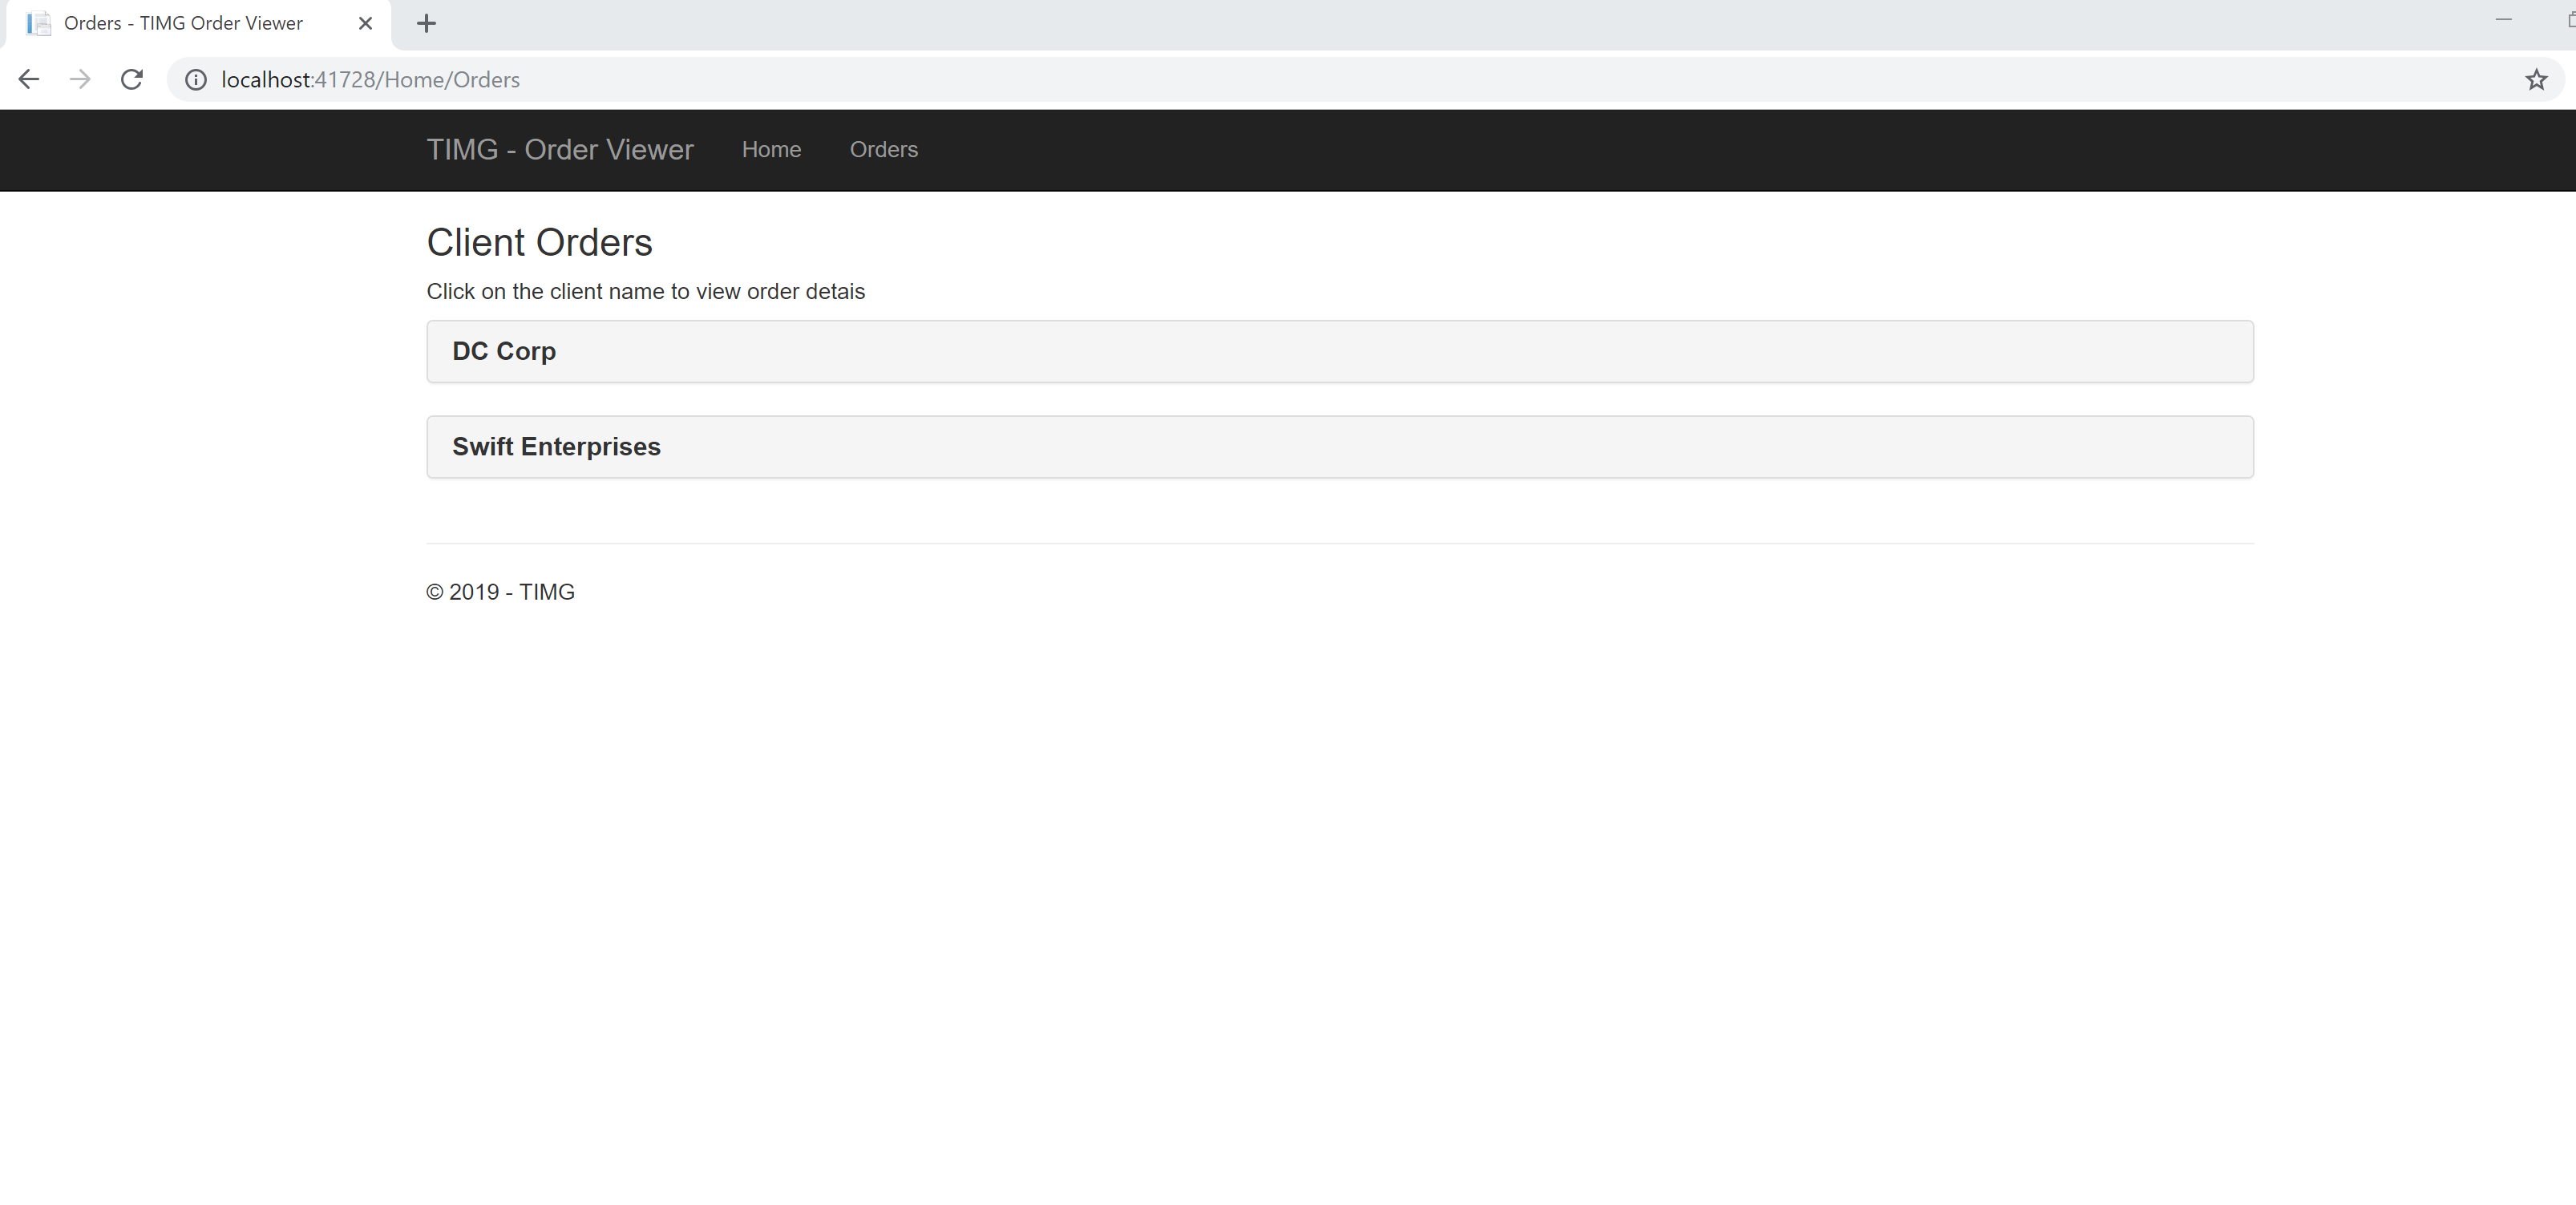 Orders - TIMG Order Viewer
localhost:41728/Home/Orders
TIMG - Order Viewer Home Orders
Client Orders
Click on the client name to view order detais
DC Corp
Swift Enterprises
© 2019 - TIMG